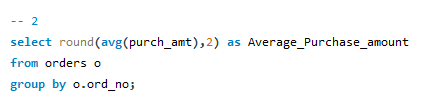 -- 2
select round(avg(purch_amt),2) as Average_Purchase_amount
from orders o
group by o.ord_no;